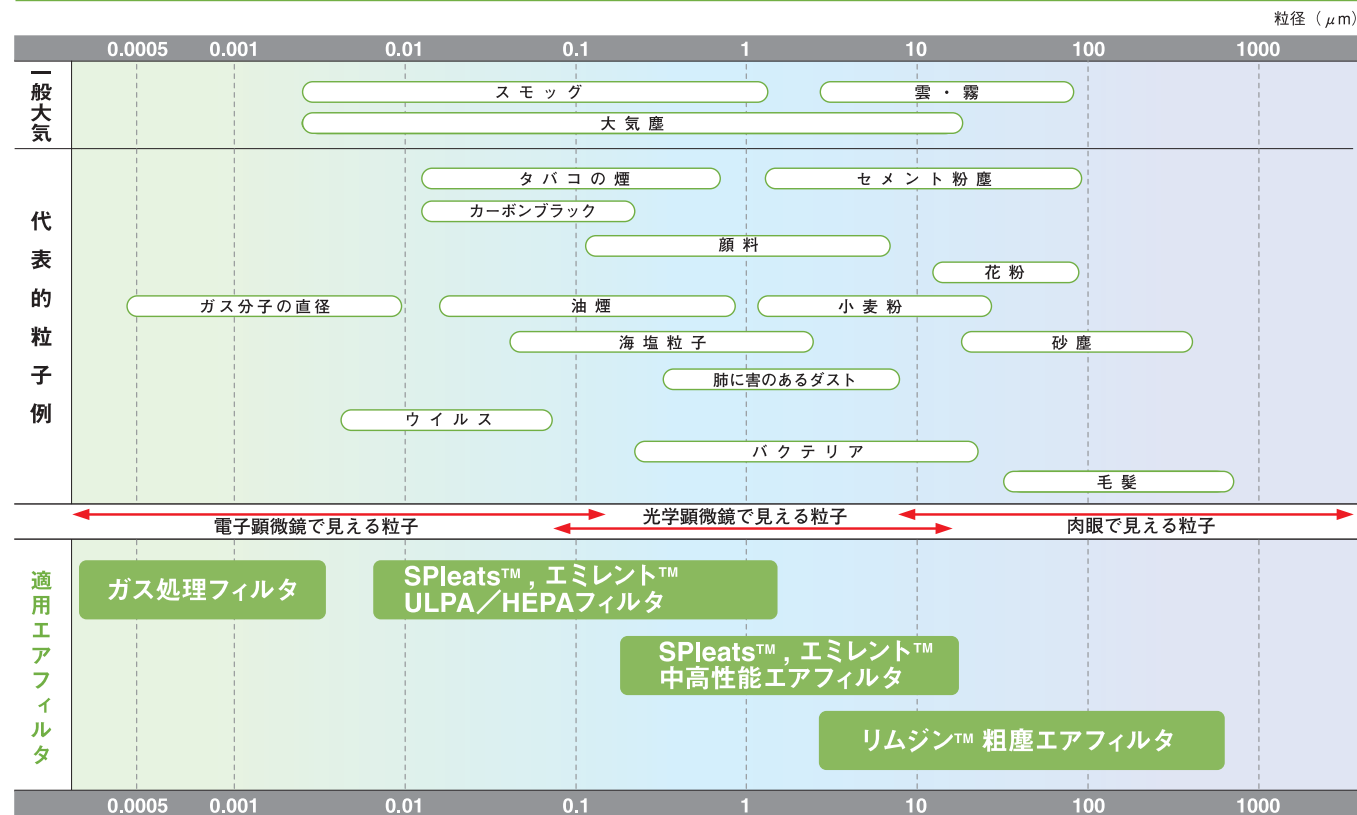 粒径（μm）
0.0005 0.001 0.01 0.1 1 10 100 1000
一般大気
スモッグ 雲・霧
大気塵
代表的粒子例
タバコの煙 セメント粉塵
カーボンブラック
顔料
花粉
ガス分子の直径 油煙 小麦粉
海塩粒子 砂塵
肺に害のあるダスト
ウイルス
バクテリア
毛髪
電子顕微鏡で見える粒子 光学顕微鏡で見える粒子 肉眼で見える粒子
適用エアフィルタ
ガス処理フィルタ
SPleats™ , エミレント™
ULPA／HEPAフィルタ
SPleats™ , エミレント™
中高性能エアフィルタ
リムジン™ 粗塵エアフィルタ
0.0005 0.001 0.01 0.1 1 10 100 1000